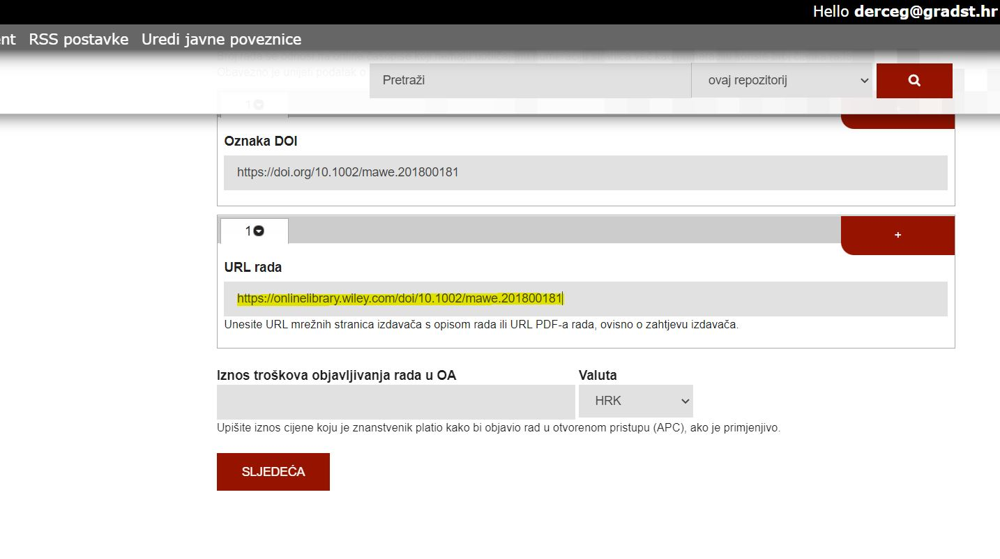 Hello derceg@gradst.hr
nt RSS postavke Uredi javne poveznice
Obavezno je unijeti podatak o
Pretraži ovaj repozitorij
1
Oznaka DOI
https://doi.org/10.1002/mawe.201800181
1 +
URL rada
https://onlinelibrary.wiley.com/doi/10.1002/mawe.201800181
Unesite URL mrežnih stranica izdavača s opisom rada ili URL PDF-a rada, ovisno o zahtjevu izdavača.
Iznos troškova objavljivanja rada u OA Valuta
HRK
Upišite iznos cijene koju je znanstvenik platio kako bi objavio rad u otvorenom pristupu (APC), ako je primjenjivo.
SLJEDEĆA